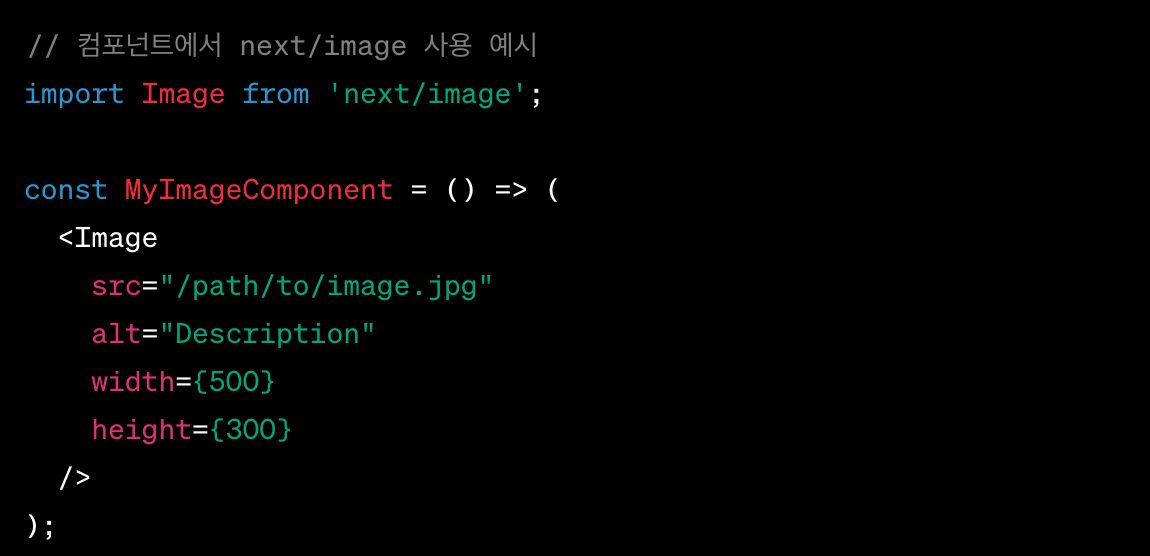 // 컴포넌트에서 next/image 사용 예시
import Image from 'next/image';
const MyImageComponent = () => (
<Image
src="/path/to/image.jpg"
alt="Description"
width={500}
height={300}
/>
);